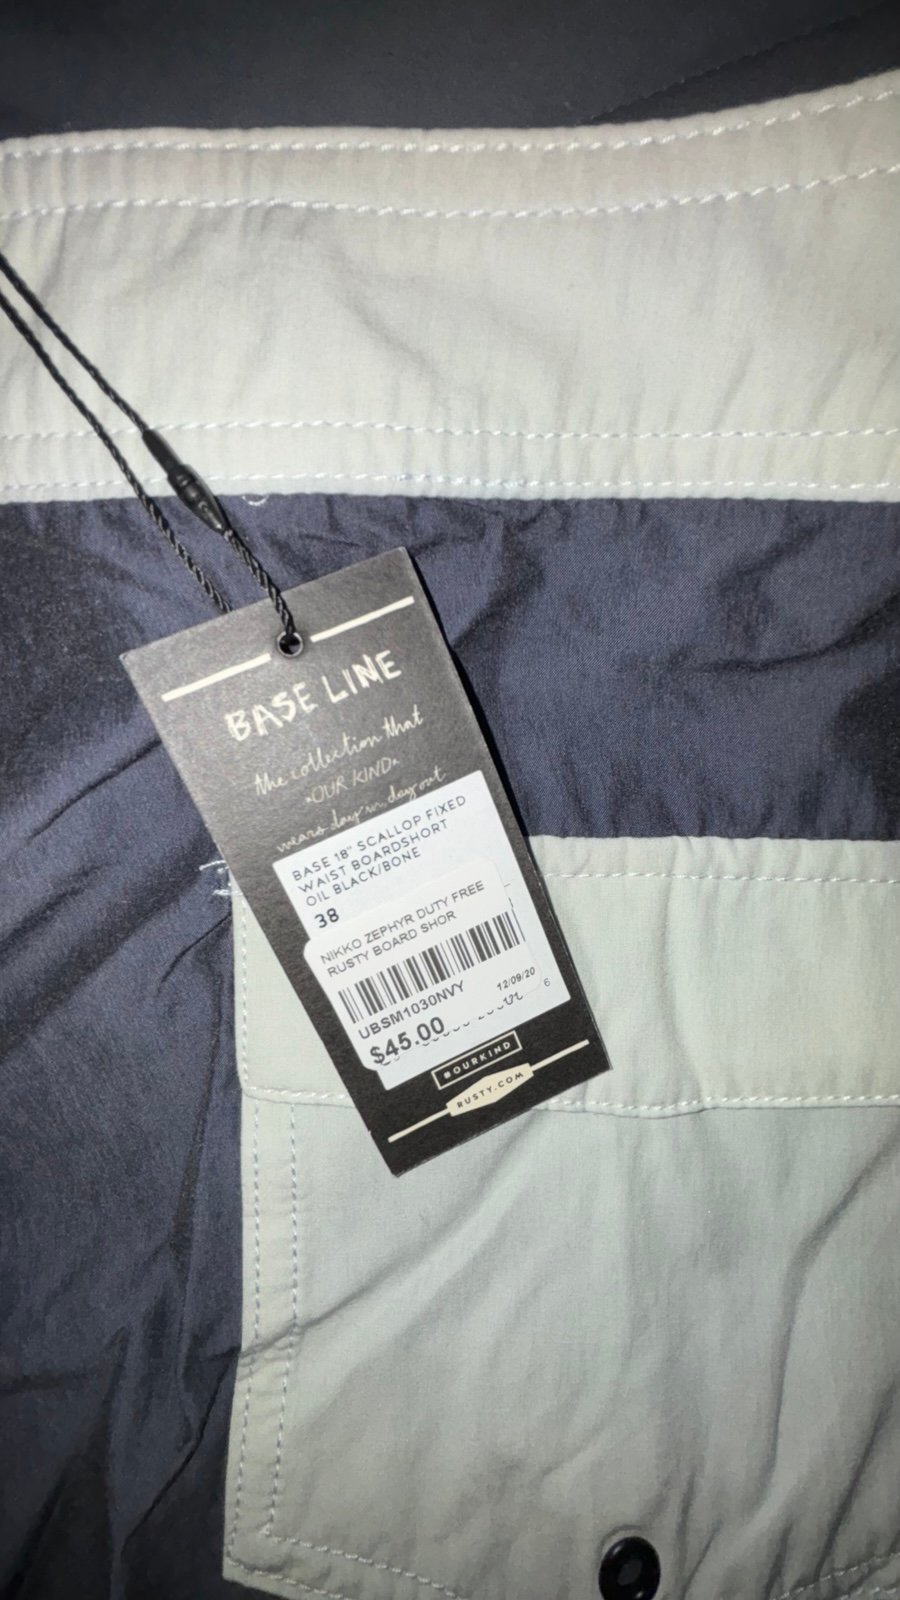 BASE LINE
the collection that
"OUR KIND"
wears day in, day out
BASE 18" SCALLOP FIXED
WAIST BOARDSHORT
OIL BLACK/BONE
38
NIKKO ZEPHYR DUTY FREE
RUSTY BOARD SHOR
UBSM1030NVY
12/09/20
6
$45.00
#OURKIND
RUSTY.COM